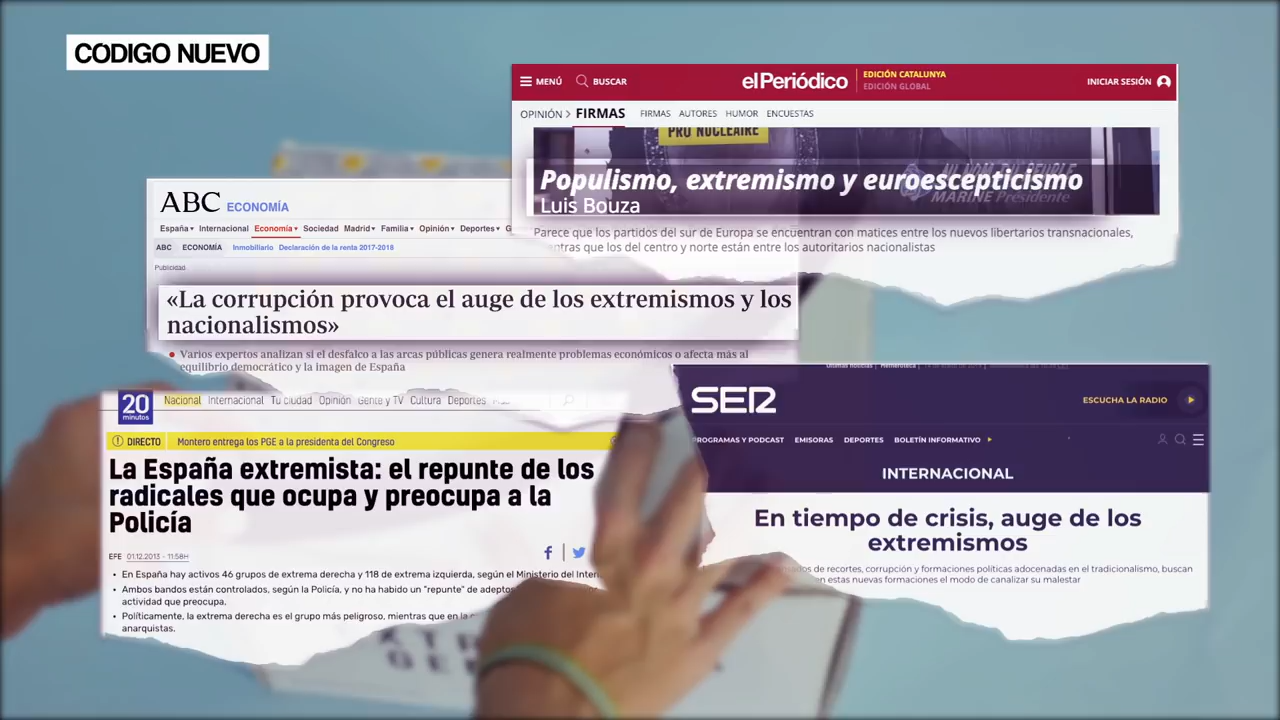 CÓDIGO NUEVO
MENÚ
BUSCAR
elPeriódico
EDICIÓN CATALUNYA
EDICIÓN GLOBAL
INICIAR SESIÓN
OPINIÓN > FIRMAS FIRMAS AUTORES HUMOR ENCUESTAS
PRO NUCLÉAIRE
AU NOM DU PEUPLE
MARINE Présidente
Populismo, extremismo y euroescepticismo
Luis Bouza
Parece que los partidos del sur de Europa se encuentran con matices entre los nuevos libertarios transnacionales,
que los del centro y norte están entre los autoritarios nacionalistas
ABC ECONOMÍA
España Internacional Economía Sociedad Madrid Familia Opinión Deportes
ABC ECONOMÍA Inmobiliario Declaración de la renta 2017-2018
Publicidad
«La corrupción provoca el auge de los extremismos y los
nacionalismos»
Varios expertos analizan si el desfalco a las arcas públicas genera realmente problemas económicos o afecta más al
equilibrio democrático y la imagen de España
20
minutos
Nacional Internacional Tu ciudad Opinión Gente y TV Cultura Deportes
DIRECTO Montero entrega los PGE a la presidenta del Congreso
La España extremista: el repunte de los
radicales que ocupa y preocupa a la
Policía
EFE 01.12.2013 - 11:58H
• En España hay activos 46 grupos de extrema derecha y 118 de extrema izquierda, según el Ministerio del
• Ambos bandos están controlados, según la Policía, y no ha habido un "repunte" de
actividad que preocupa.
• Políticamente, la extrema derecha es el grupo más peligroso, mientras que en la
anarquistas.
SER
ESCUCHA LA RADIO
PROGRAMAS Y PODCAST EMISORAS DEPORTES BOLETÍN INFORMATIVO
INTERNACIONAL
En tiempo de crisis, auge de los
extremismos
de recortes, corrupción y formaciones políticas adocenadas en el tradicionalismo, buscan
en estas nuevas formaciones el modo de canalizar su malestar